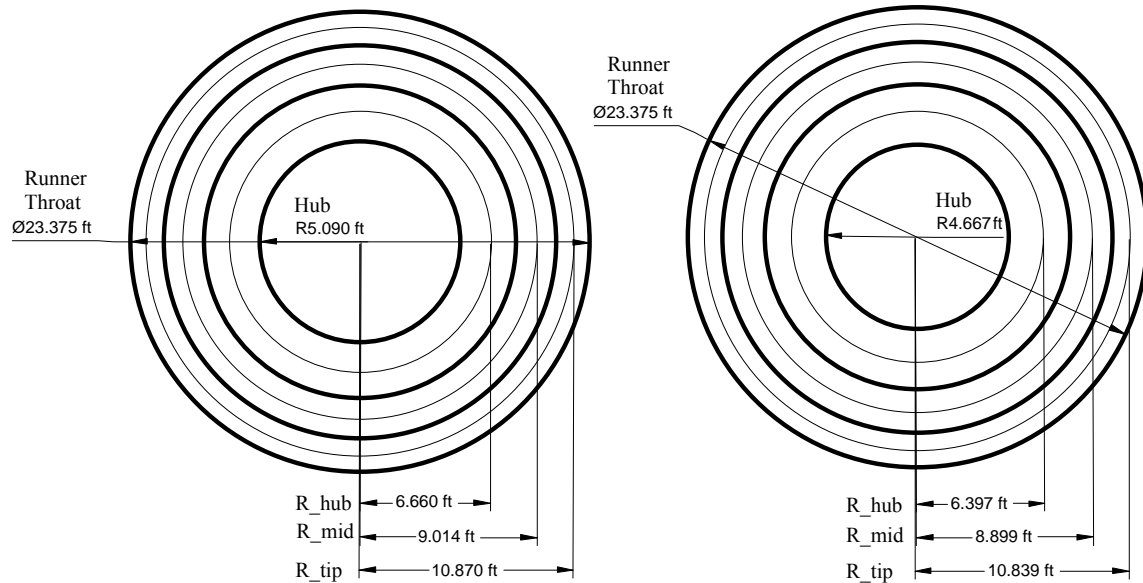 Runner
Throat
Ø23.375 ft
Hub
R5.090 ft
R_hub
6.660 ft
R_mid
9.014 ft
R_tip
10.870 ft
Runner
Throat
Ø23.375 ft
Hub
R4.667 ft
R_hub
6.397 ft
R_mid
8.899 ft
R_tip
10.839 ft